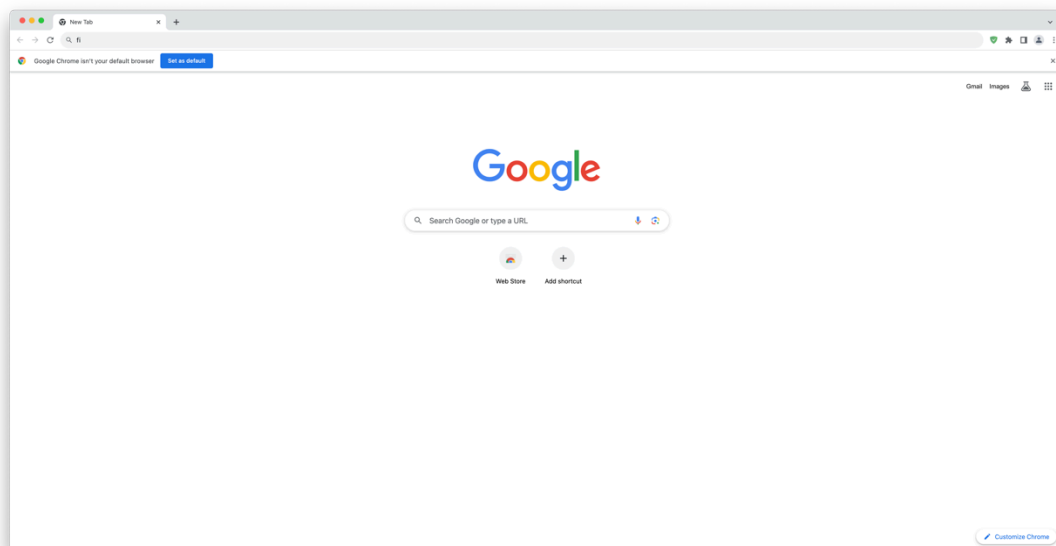 New Tab
fi
Google Chrome isn't your default browser Set as default
Gmail Images
Google
Search Google or type a URL
Web Store Add shortcut
Customize Chrome